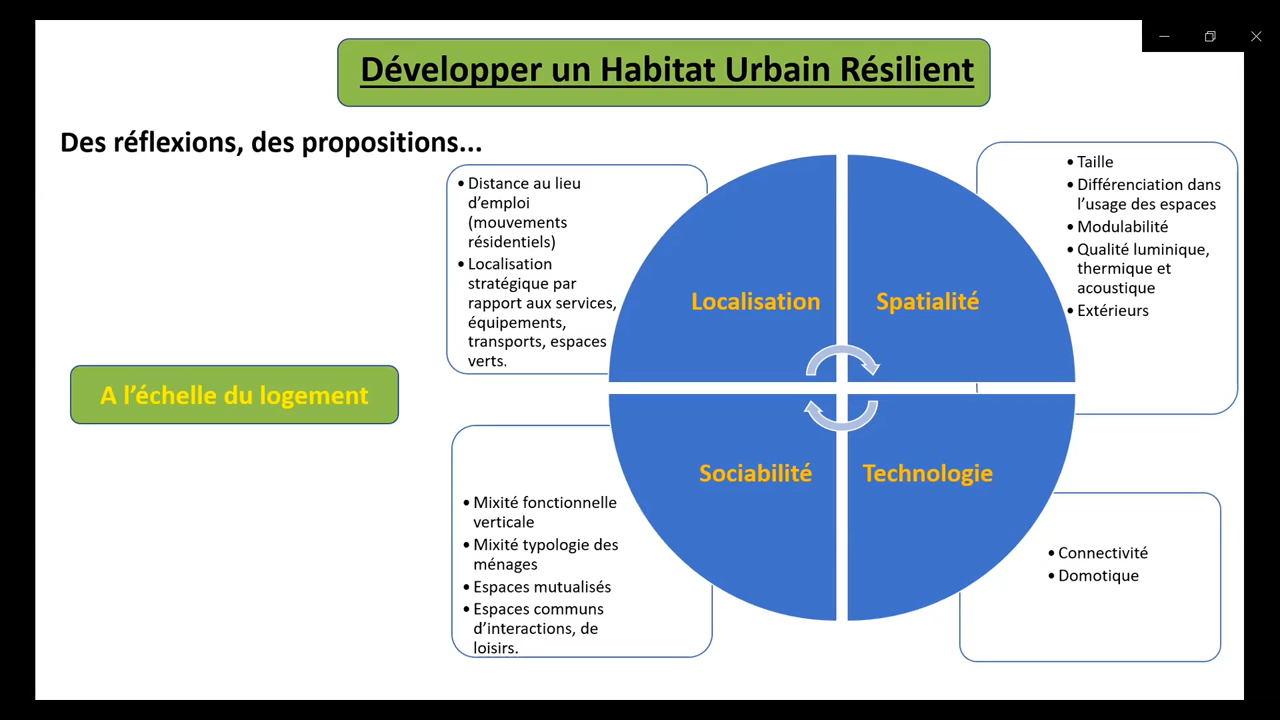 Développer un Habitat Urbain Résilient
Des réflexions, des propositions...
• Distance au lieu
d’emploi
(mouvements
résidentiels)
• Localisation
stratégique par
rapport aux services,
équipements,
transports, espaces
verts.
• Taille
• Différenciation dans
l’usage des espaces
• Modulabilité
• Qualité luminique,
thermique et
acoustique
• Extérieurs
Localisation
Spatialité
A l’échelle du logement
Sociabilité
Technologie
• Mixité fonctionnelle
verticale
• Mixité typologie des
ménages
• Espaces mutualisés
• Espaces communs
d’interactions, de
loisirs.
• Connectivité
• Domotique